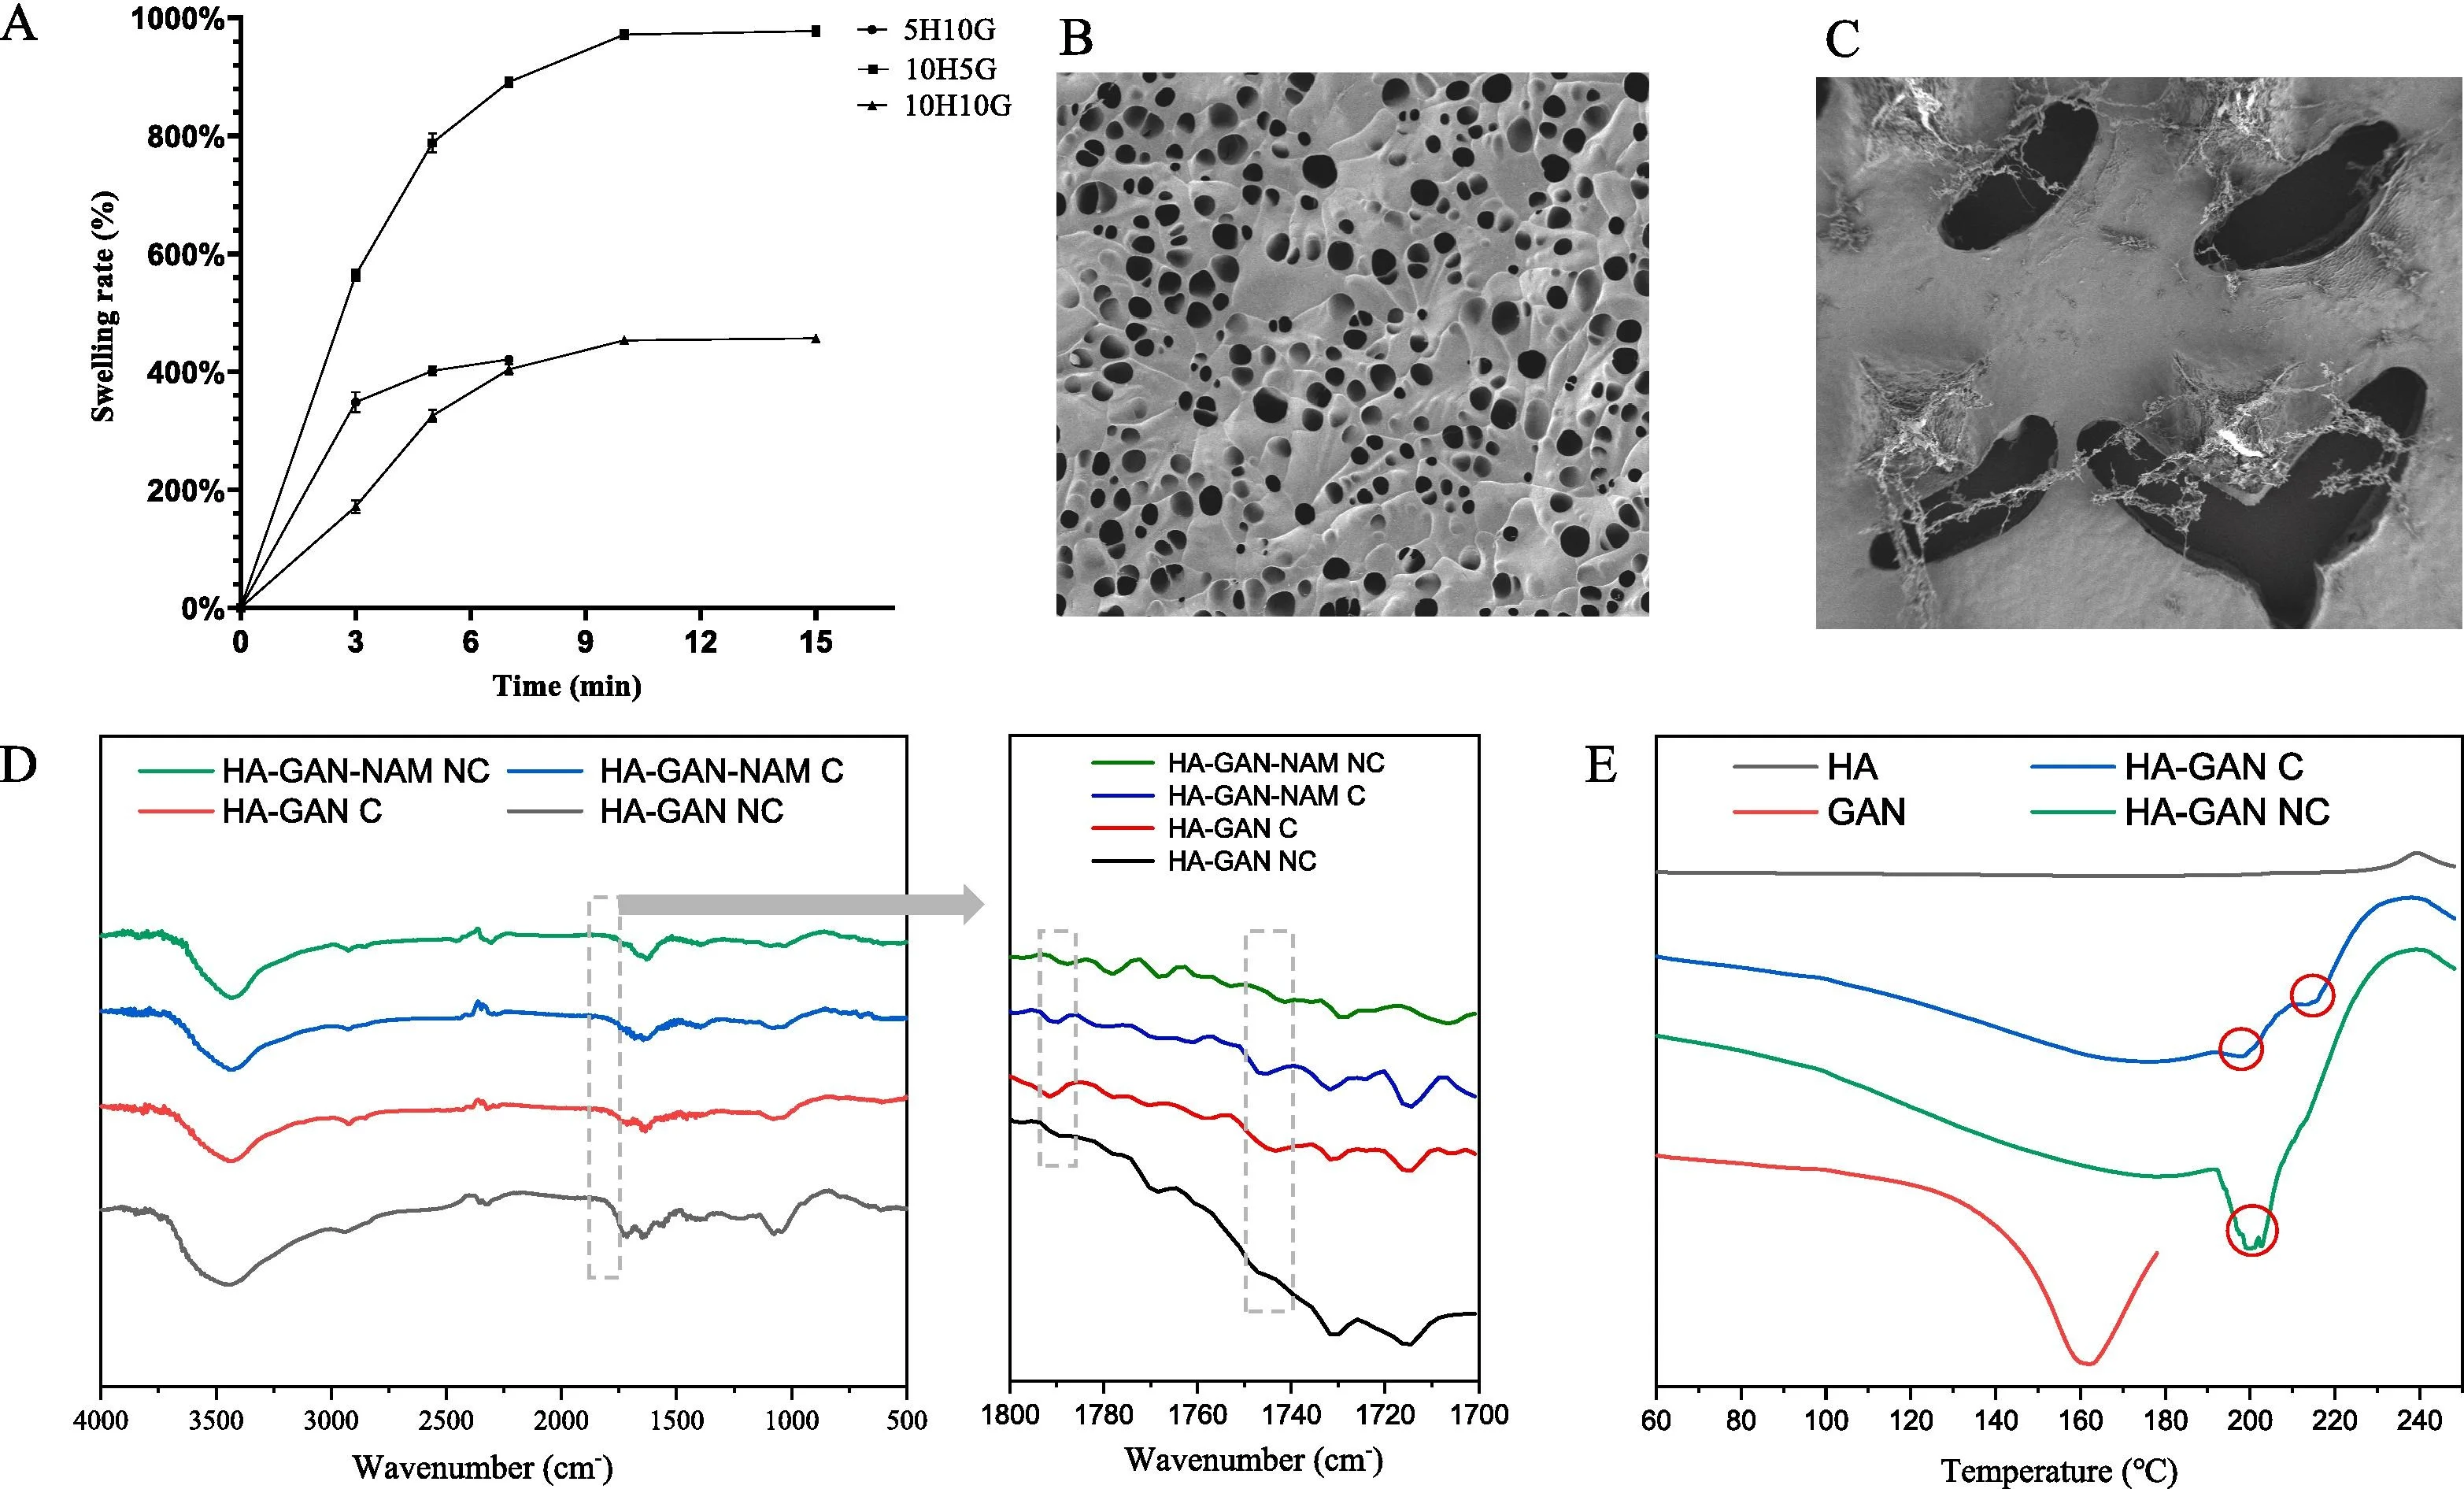 A
1000%
800%
600%
400%
200%
0%
Swelling rate (%)
0 3 6 9 12 15
Time (min)
5H10G
10H5G
10H10G
B
C
D
HA-GAN-NAM NC HA-GAN-NAM C
HA-GAN C HA-GAN NC
4000 3500 3000 2500 2000 1500 1000 500
Wavenumber (cm⁻)
HA-GAN-NAM NC
HA-GAN-NAM C
HA-GAN C
HA-GAN NC
1800 1780 1760 1740 1720 1700
Wavenumber (cm⁻)
E
HA HA-GAN C
GAN HA-GAN NC
60 80 100 120 140 160 180 200 220 240
Temperature (°C)